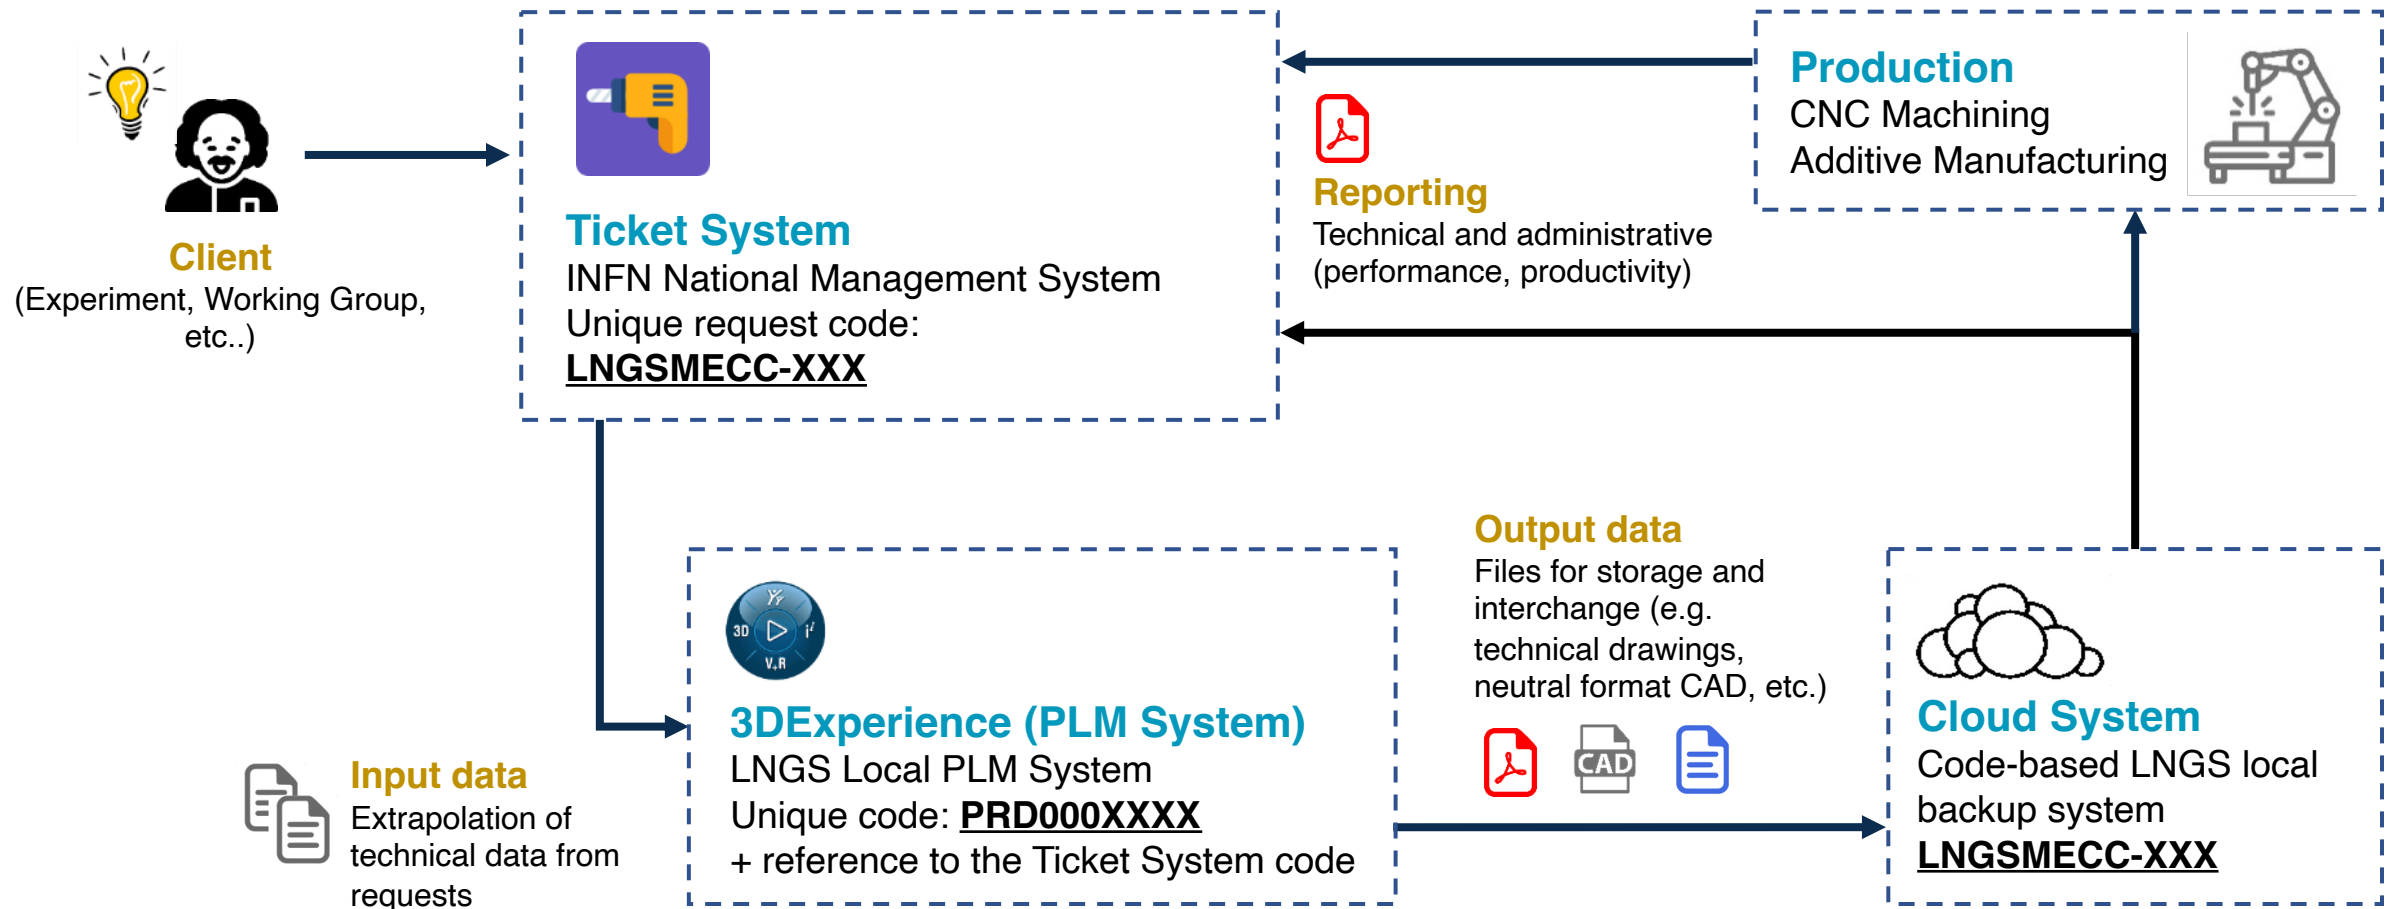 Client
(Experiment, Working Group,
etc..)
Ticket System
INFN National Management System
Unique request code:
LNGSMECC-XXX
Reporting
Technical and administrative
(performance, productivity)
Production
CNC Machining
Additive Manufacturing
Input data
Extrapolation of
technical data from
requests
3D
V+R
3DExperience (PLM System)
LNGS Local PLM System
Unique code: PRD000XXXX
+ reference to the Ticket System code
Output data
Files for storage and
interchange (e.g.
technical drawings,
neutral format CAD, etc.)
CAD
Cloud System
Code-based LNGS local
backup system
LNGSMECC-XXX